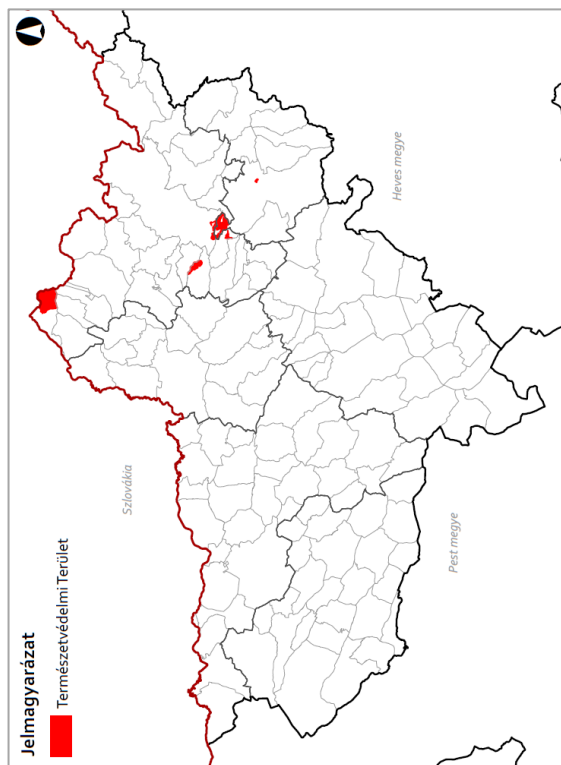 Jelmagyarázat
Természetvédelmi Terület
Szlovákia
Pest megye
Heves megye